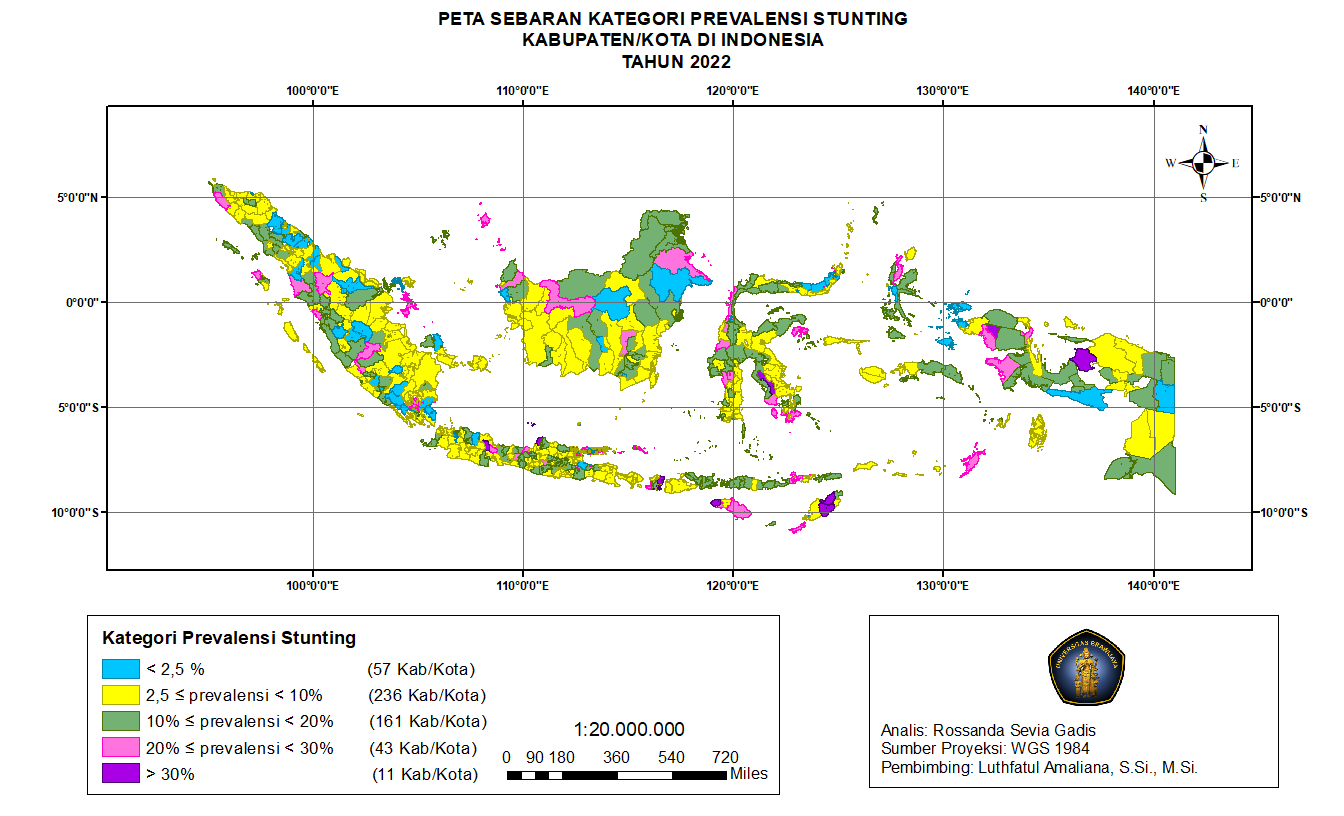 PETA SEBARAN KATEGORI PREVALENSI STUNTING
KABUPATEN/KOTA DI INDONESIA
TAHUN 2022
100°0'0"E 110°0'0"E 120°0'0"E 130°0'0"E 140°0'0"E
N
W E
S
5°0'0"N 5°0'0"N
0°0'0" 0°0'0"
5°0'0"S 5°0'0"S
10°0'0"S 10°0'0"S
100°0'0"E 110°0'0"E 120°0'0"E 130°0'0"E 140°0'0"E
Kategori Prevalensi Stunting
< 2,5 % (57 Kab/Kota)
2,5 ≤ prevalensi < 10% (236 Kab/Kota)
10% ≤ prevalensi < 20% (161 Kab/Kota)
20% ≤ prevalensi < 30% (43 Kab/Kota)
> 30% (11 Kab/Kota)
1:20.000.000
0 90 180 360 540 720
Miles
UNIVERSITAS BRAWIJAYA
Analis: Rossanda Sevia Gadis
Sumber Proyeksi: WGS 1984
Pembimbing: Luthfatul Amaliana, S.Si., M.Si.